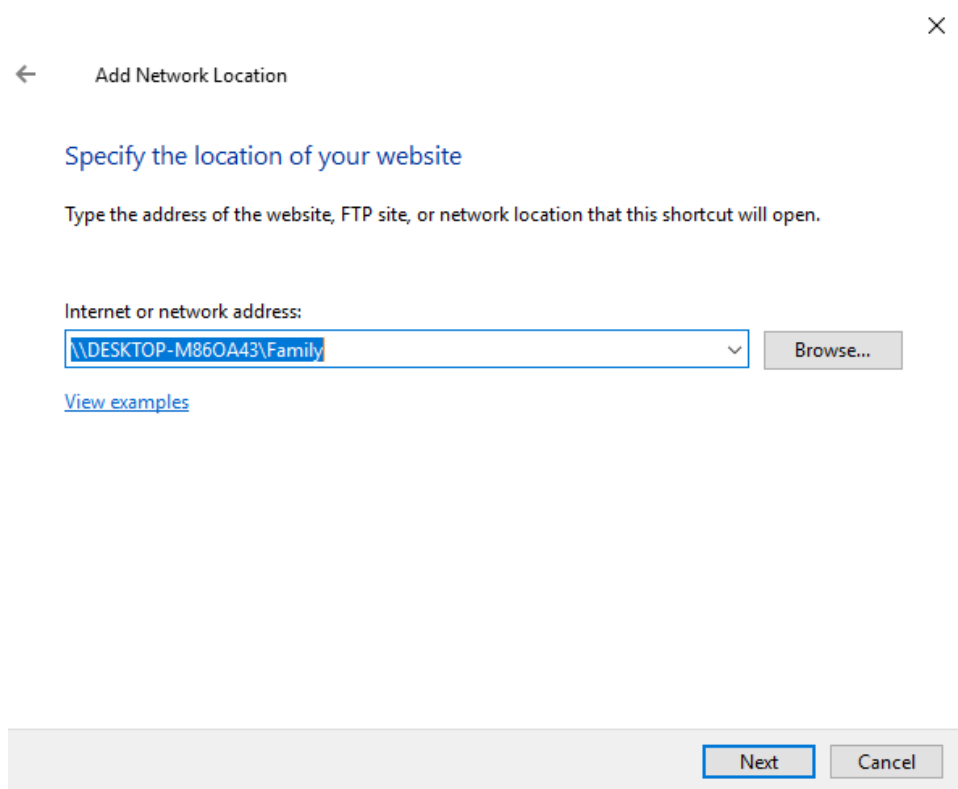 Add Network Location
Specify the location of your website
Type the address of the website, FTP site, or network location that this shortcut will open.
Internet or network address:
\\DESKTOP-M86OA43\Family
Browse...
View examples
Next
Cancel